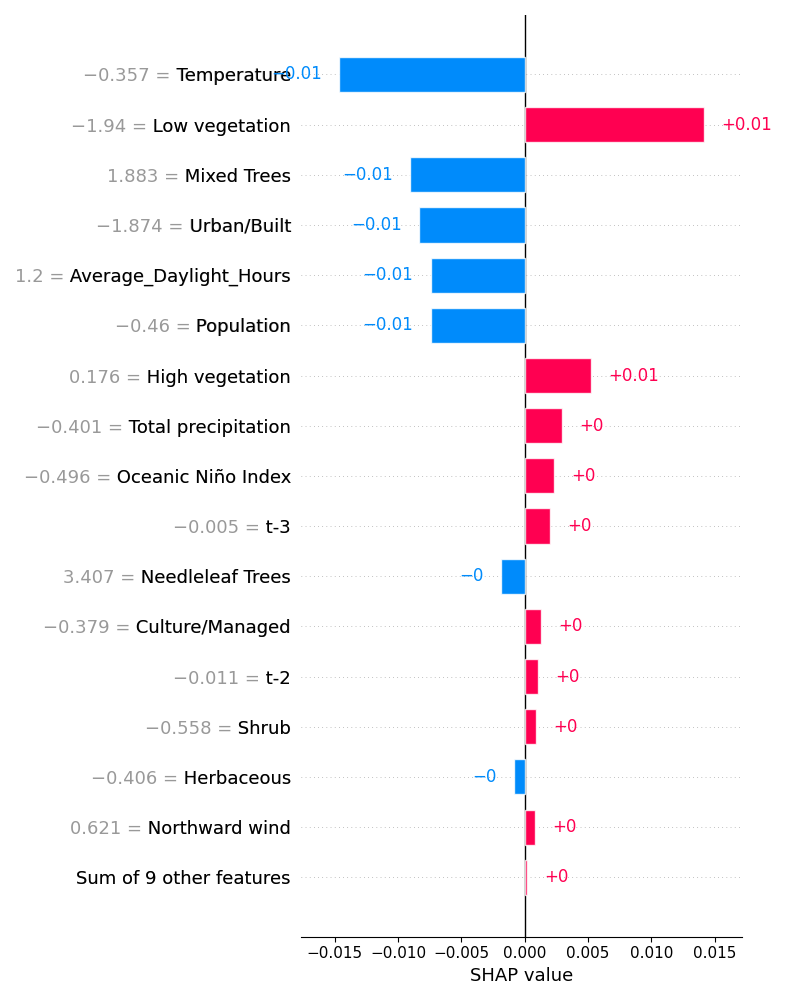 −0.357 = Temperature −0.01
−1.94 = Low vegetation +0.01
1.883 = Mixed Trees −0.01
−1.874 = Urban/Built −0.01
1.2 = Average_Daylight_Hours −0.01
−0.46 = Population −0.01
0.176 = High vegetation +0.01
−0.401 = Total precipitation +0
−0.496 = Oceanic Niño Index +0
−0.005 = t-3 +0
3.407 = Needleleaf Trees −0
−0.379 = Culture/Managed +0
−0.011 = t-2 +0
−0.558 = Shrub +0
−0.406 = Herbaceous −0
0.621 = Northward wind +0
Sum of 9 other features +0
−0.015 −0.010 −0.005 0.000 0.005 0.010 0.015
SHAP value